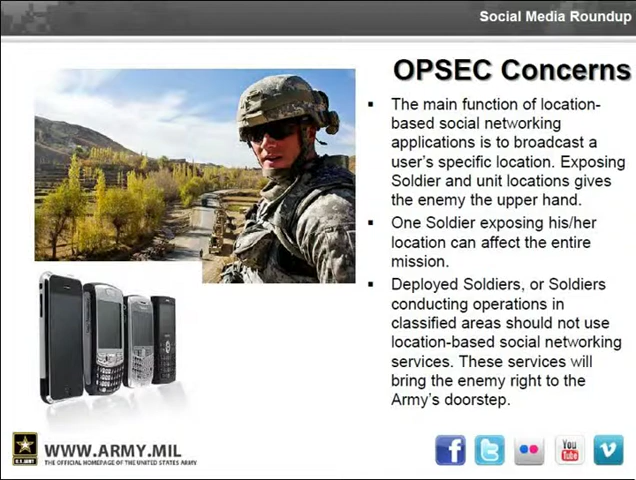 Social Media Roundup
OPSEC Concerns
▪ The main function of location-
based social networking
applications is to broadcast a
user's specific location. Exposing
Soldier and unit locations gives
the enemy the upper hand.
▪ One Soldier exposing his/her
location can affect the entire
mission.
▪ Deployed Soldiers, or Soldiers
conducting operations in
classified areas should not use
location-based social networking
services. These services will
bring the enemy right to the
Army's doorstep.
U.S. ARMY
WWW.ARMY.MIL
THE OFFICIAL HOMEPAGE OF THE UNITED STATES ARMY
f
t
You
Tube
v